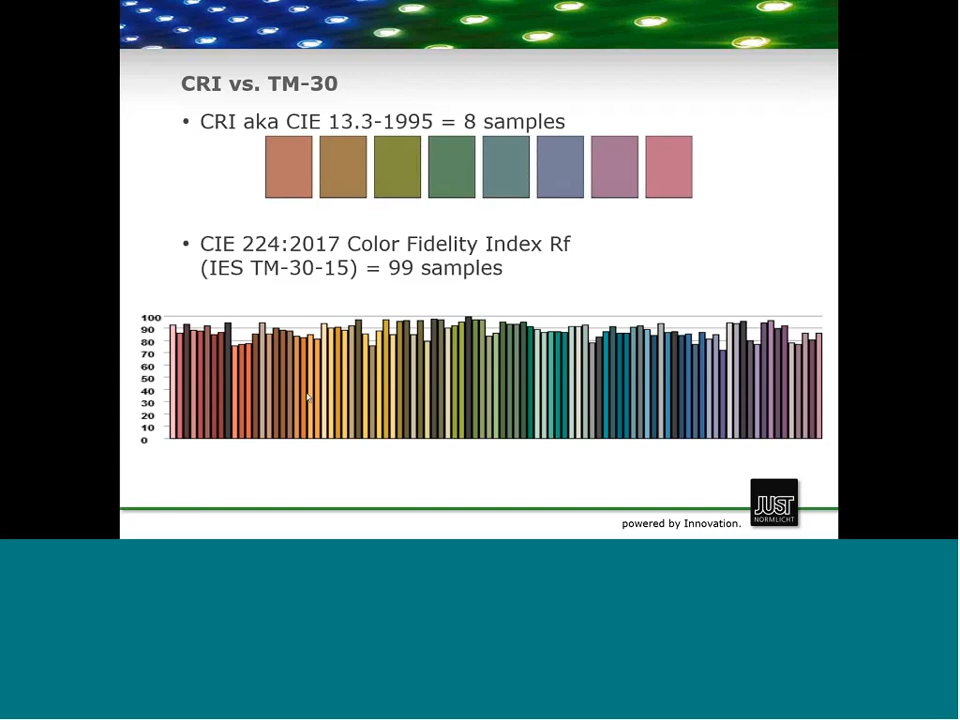 CRI vs. TM-30
• CRI aka CIE 13.3-1995 = 8 samples
• CIE 224:2017 Color Fidelity Index Rf
(IES TM-30-15) = 99 samples
100
90
80
70
60
50
40
30
20
10
0
JUST
NORMLICHT
powered by Innovation.